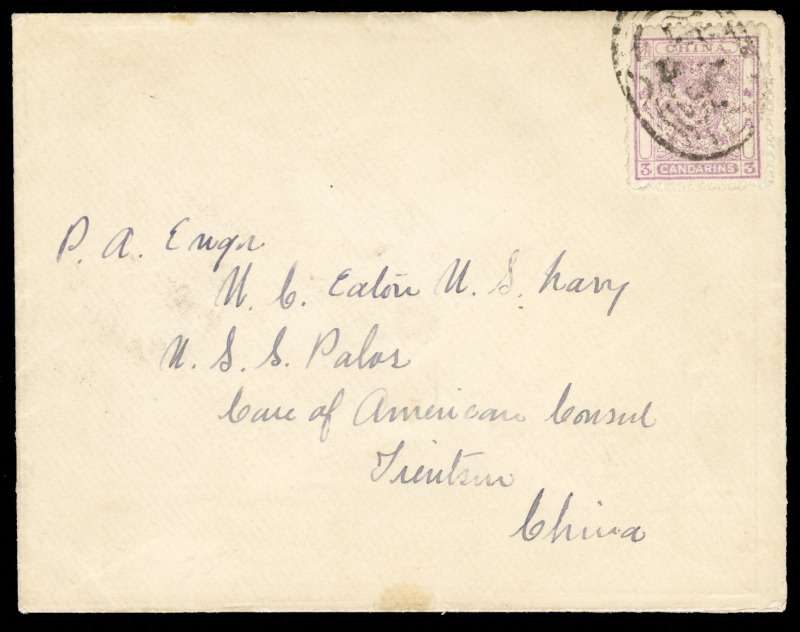 CHINA
3 CANDARINS 3
P. A. Engr
W. C. Eaton U. S. Navy
U. S. S. Palos
Care of American Consul
Tientsin
China